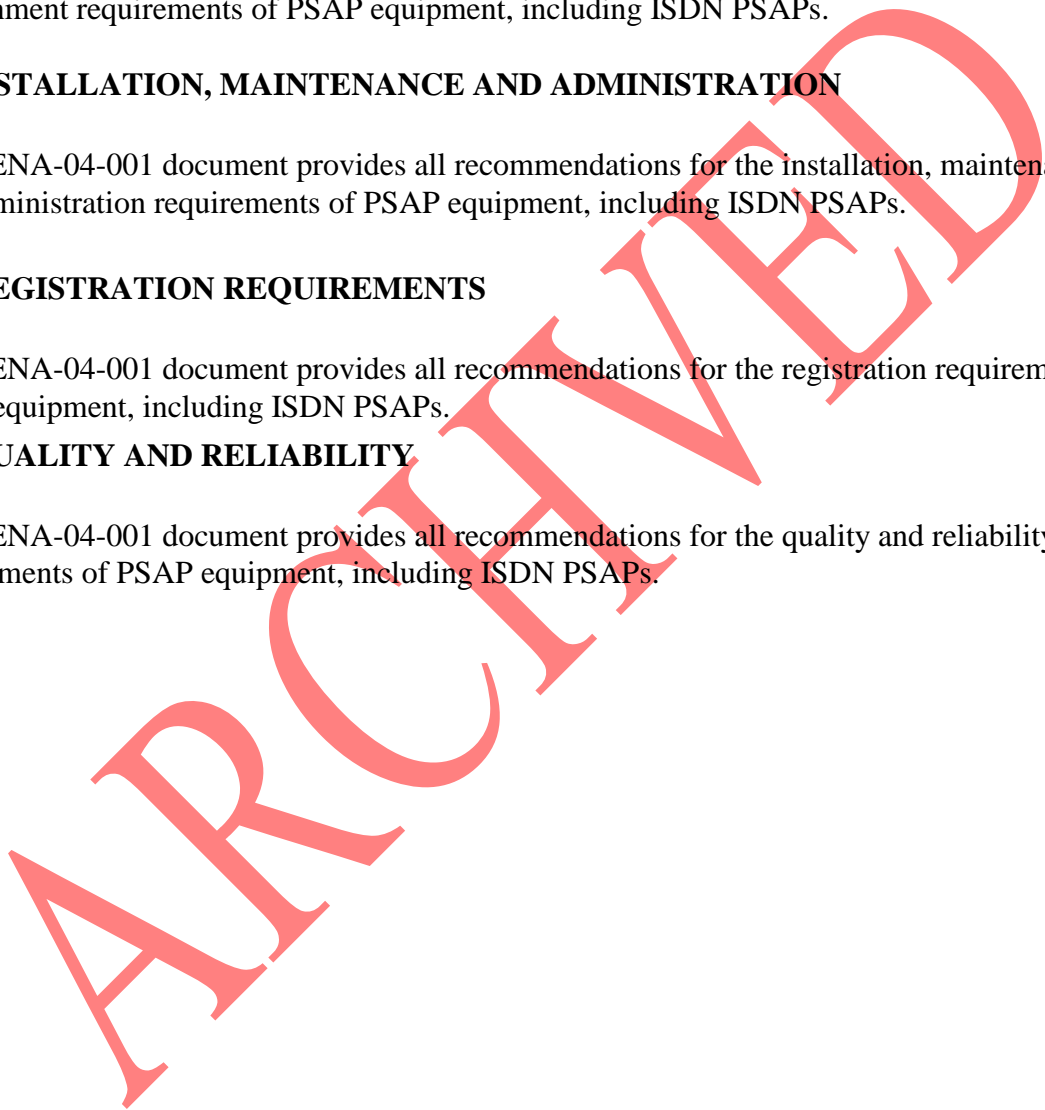 nment requirements of PSAP equipment, including ISDN PSAPs.
STALLATION, MAINTENANCE AND ADMINISTRATION
ENA-04-001 document provides all recommendations for the installation, maintena
ministration requirements of PSAP equipment, including ISDN PSAPs.
EGISTRATION REQUIREMENTS
ENA-04-001 document provides all recommendations for the registration requirem
equipment, including ISDN PSAPs.
UALITY AND RELIABILITY
ENA-04-001 document provides all recommendations for the quality and reliability
ments of PSAP equipment, including ISDN PSAPs.
ARCHVED